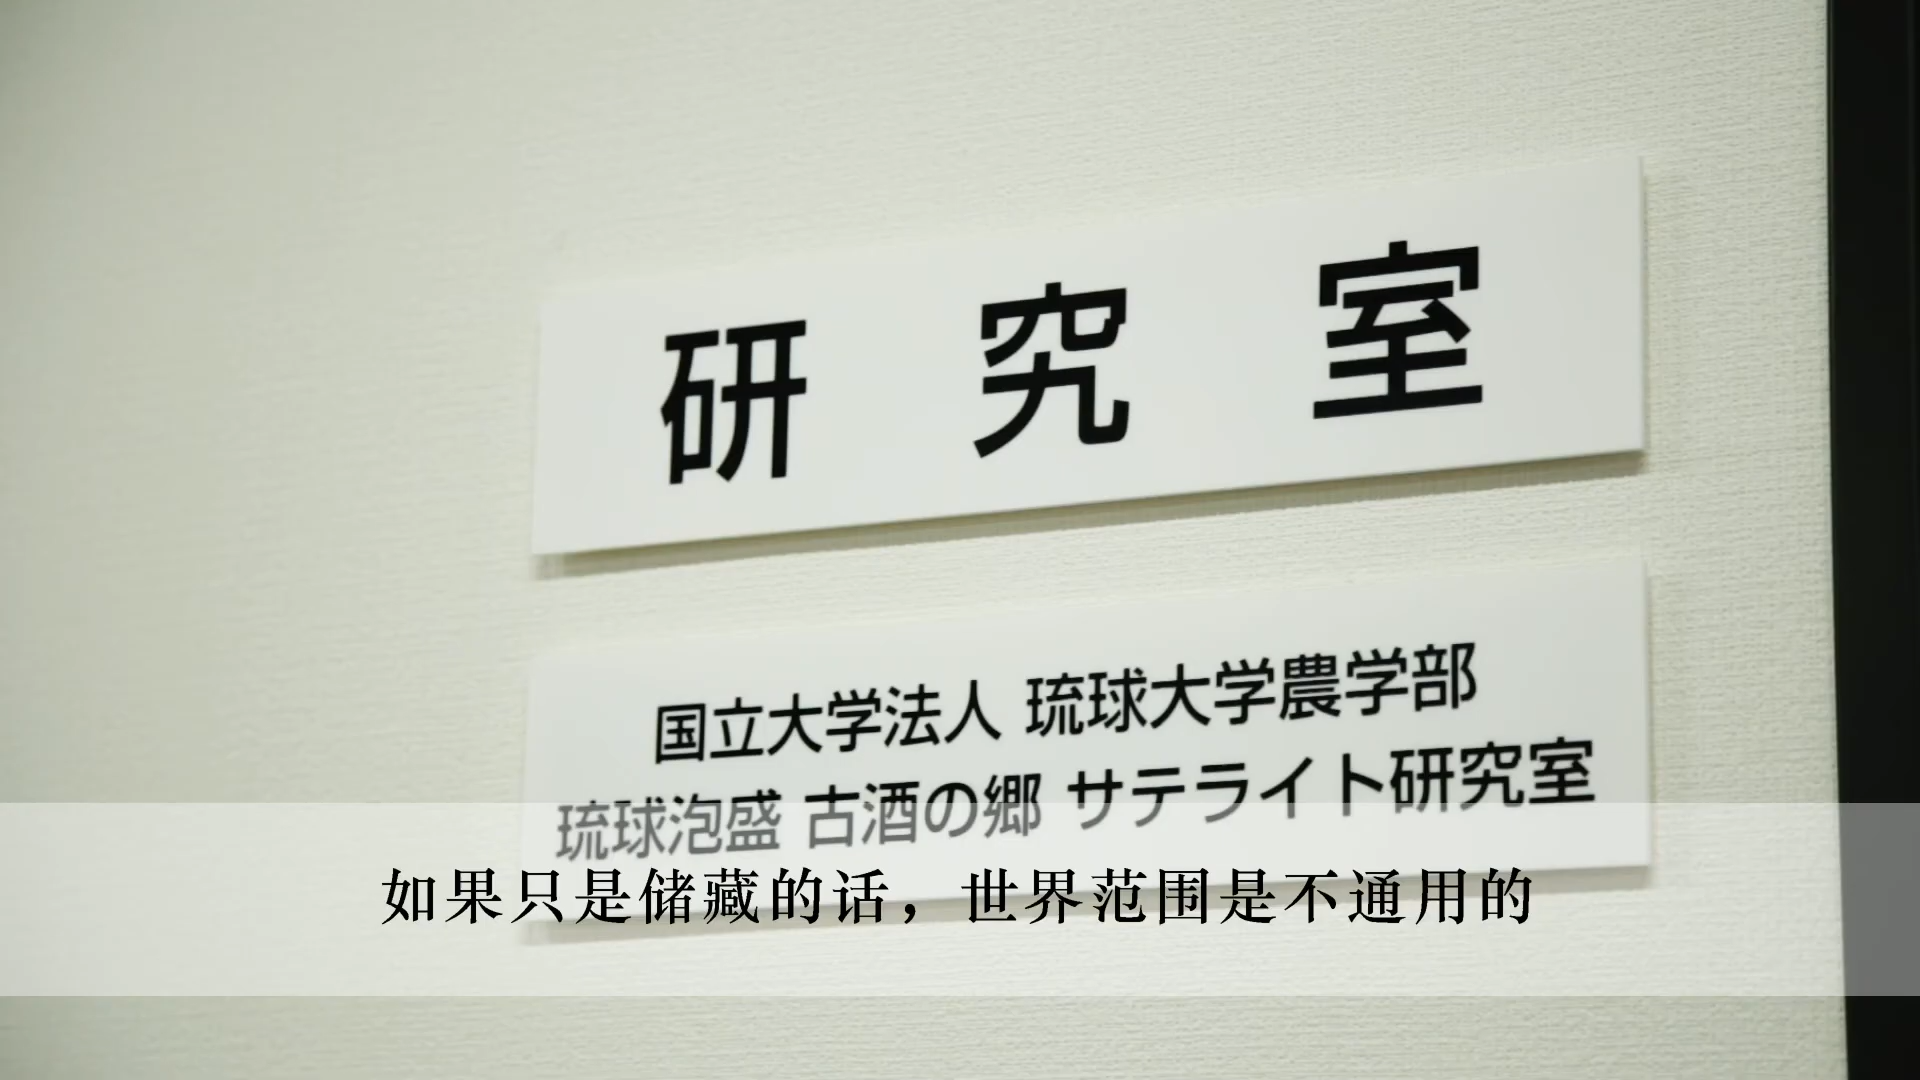 研究室
国立大学法人 琉球大学農学部
琉球泡盛 古酒の郷 サテライト研究室
如果只是储藏的话，世界范围是不通用的